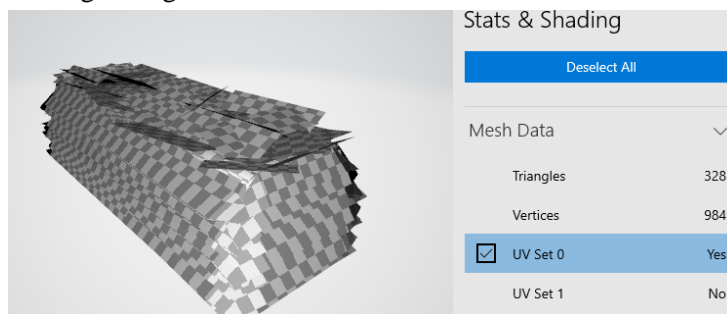 Stats & Shading
Deselect All
Mesh Data
Triangles 328
Vertices 984
UV Set 0 Yes
UV Set 1 No